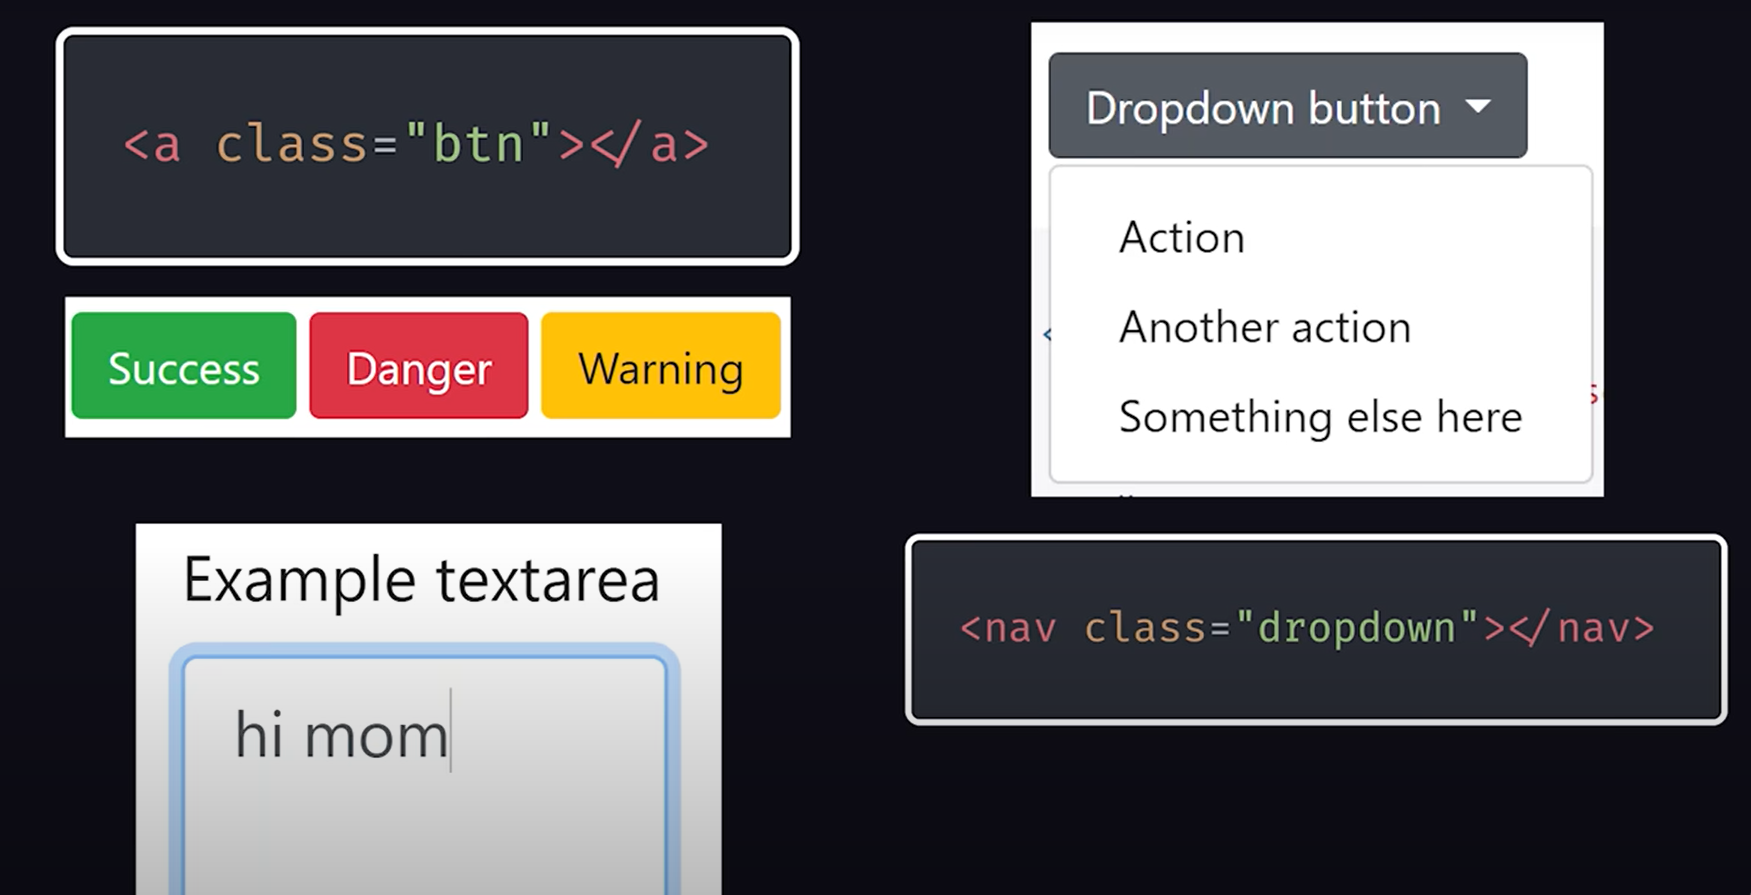 <a class="btn"></a>
Success Danger Warning
Example textarea
hi mom
Dropdown button
Action
Another action
Something else here
<nav class="dropdown"></nav>